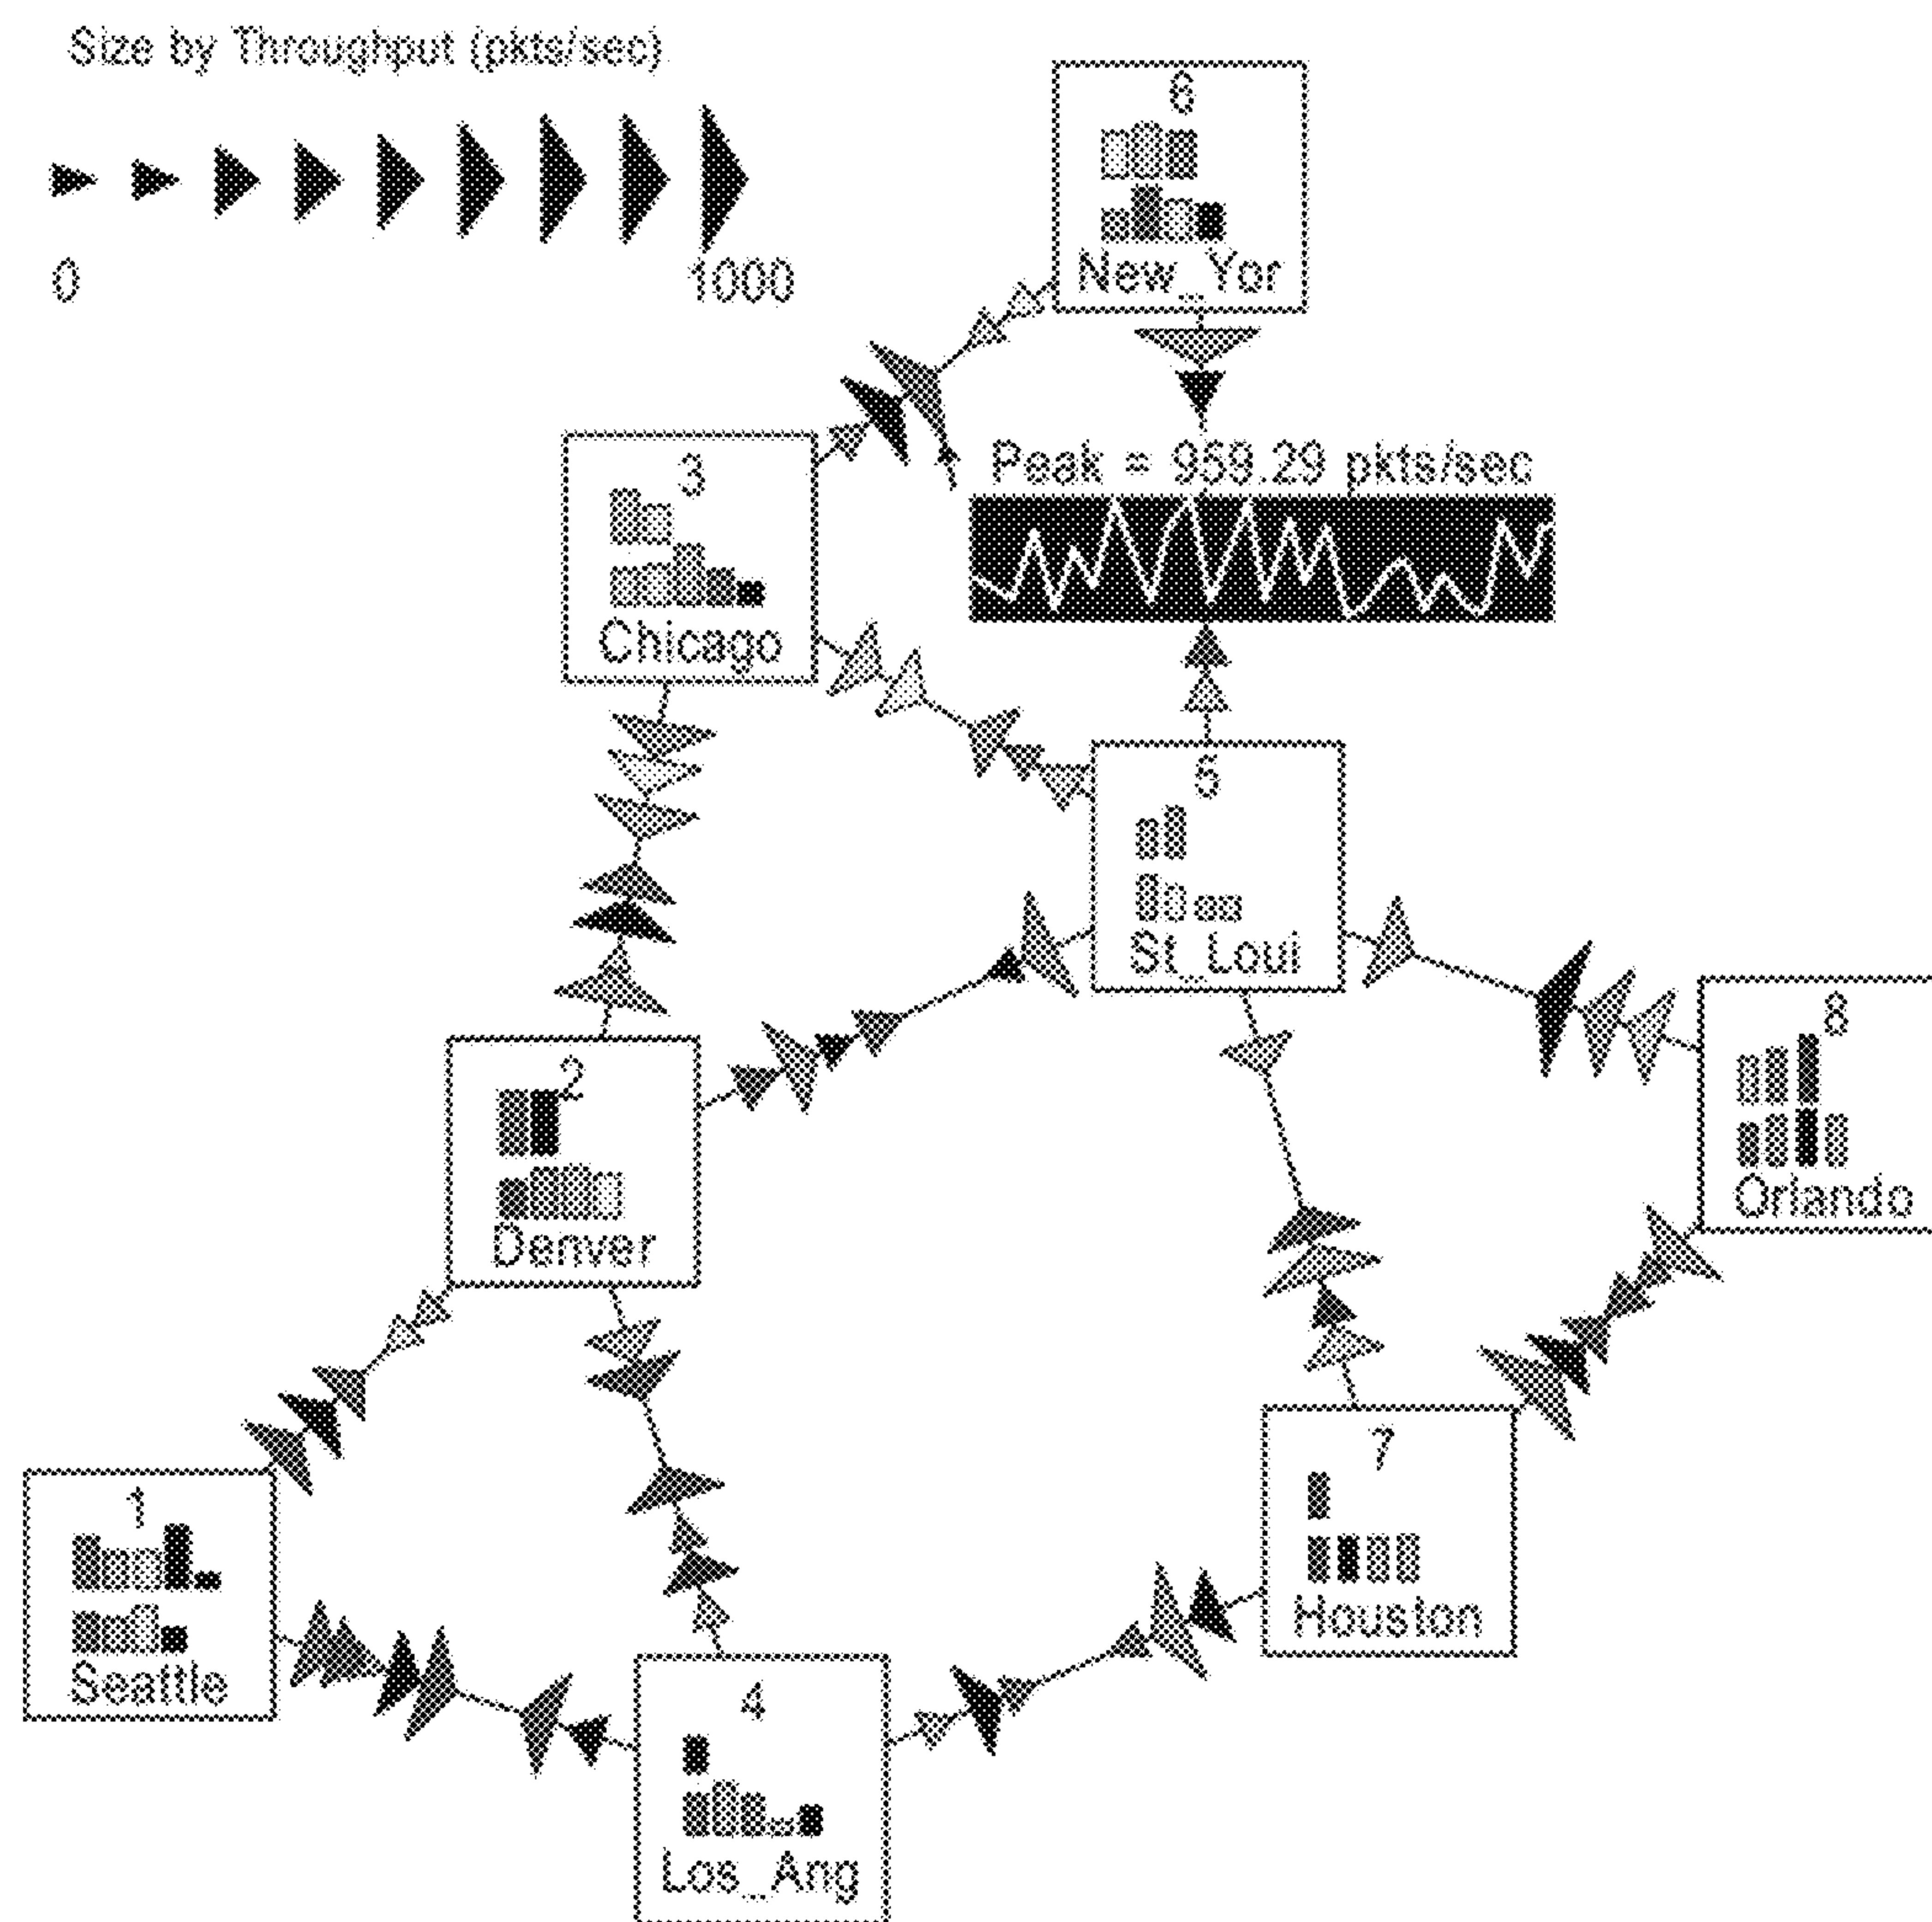 Size by Throughput (pkts/sec)
0
1000
6
New_Yor
3
Chicago
Peak = 959.29 pkts/sec
5
St_Loui
8
Orlando
2
Denver
7
Houston
1
Seattle
4
Los_Ang